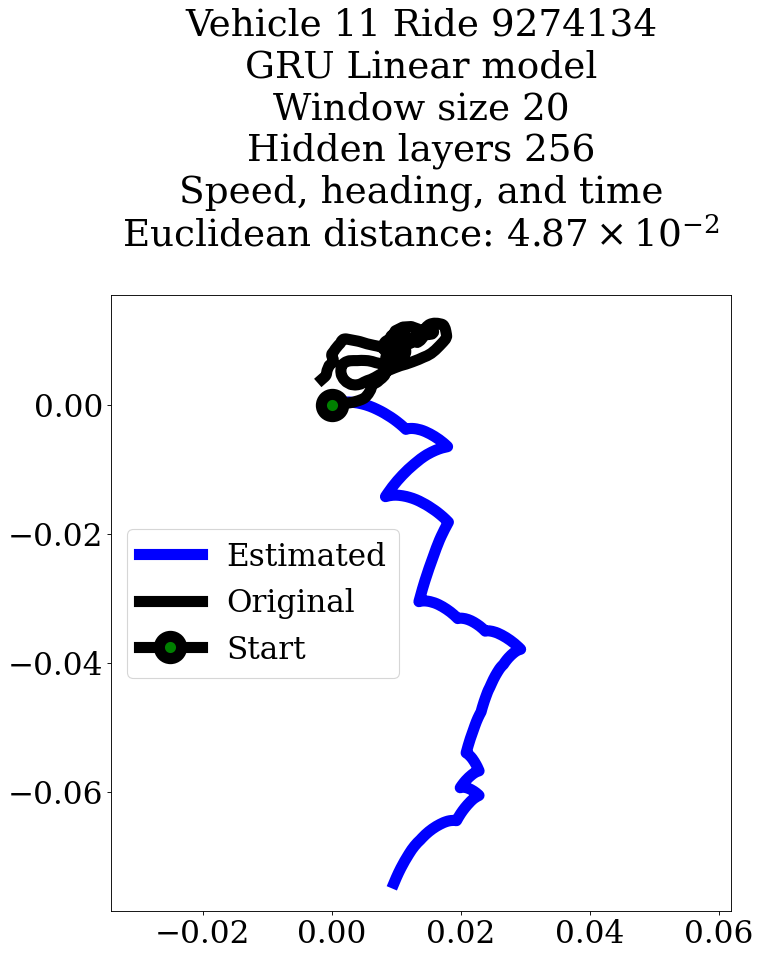 Vehicle 11 Ride 9274134
GRU Linear model
Window size 20
Hidden layers 256
Speed, heading, and time
Euclidean distance: 4.87 × 10⁻²
0.00
−0.02
−0.04
−0.06
Estimated
Original
Start
−0.02 0.00 0.02 0.04 0.06